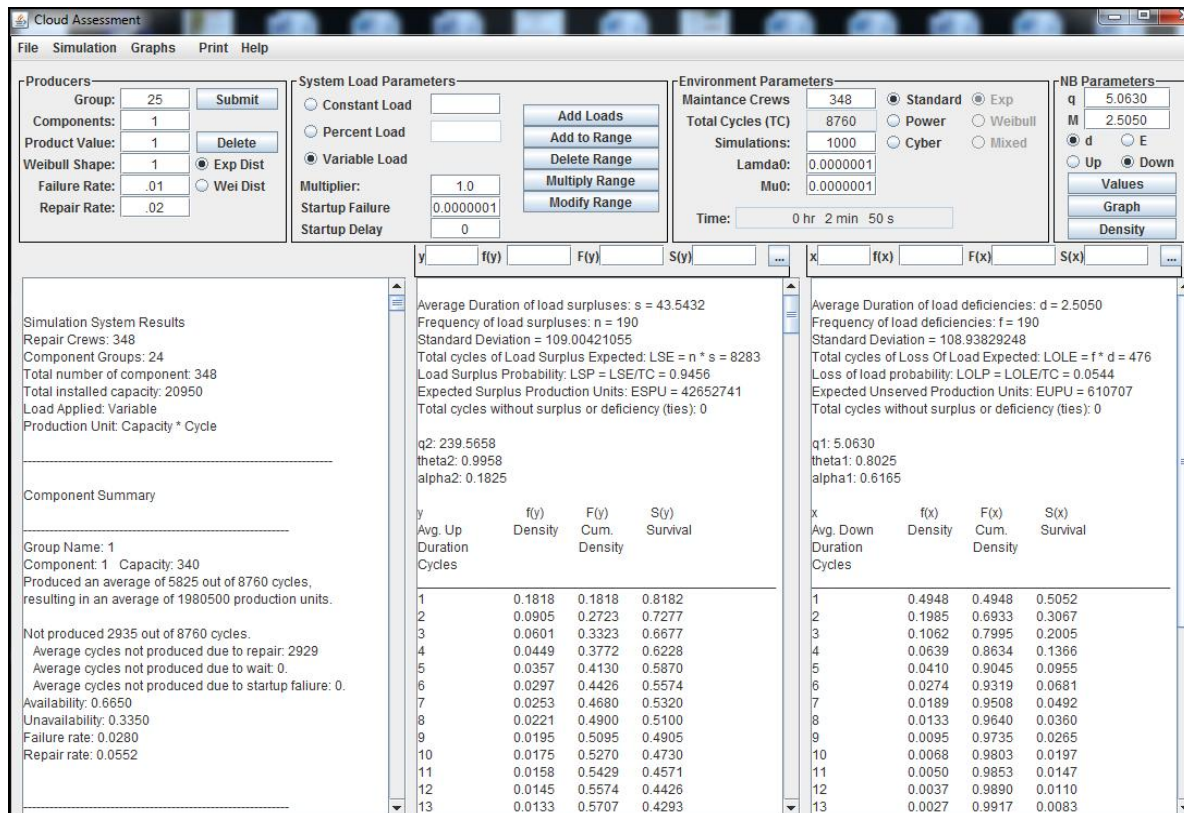 Cloud Assessment
File Simulation Graphs Print Help
Producers
Group: 25 Submit
Components: 1
Product Value: 1 Delete
Weibull Shape: 1 Exp Dist
Failure Rate: .01 Wei Dist
Repair Rate: .02
System Load Parameters
Constant Load
Percent Load
Variable Load
Multiplier: 1.0
Startup Failure 0.0000001
Startup Delay 0
Add Loads
Add to Range
Delete Range
Multiply Range
Modify Range
Environment Parameters
Maintance Crews 348 Standard Exp
Total Cycles (TC) 8760 Power Weibull
Simulations: 1000 Cyber Mixed
Lamda0: 0.0000001
Mu0: 0.0000001
Time: 0 hr 2 min 50 s
NB Parameters
q 5.0630
M 2.5050
d E
Up Down
Values
Graph
Density
y f(y) F(y) S(y) ...
x f(x) F(x) S(x) ...
Simulation System Results
Repair Crews: 348
Component Groups: 24
Total number of component: 348
Total installed capacity: 20950
Load Applied: Variable
Production Unit: Capacity * Cycle
Component Summary
Group Name: 1
Component: 1 Capacity: 340
Produced an average of 5825 out of 8760 cycles,
resulting in an average of 1980500 production units.
Not produced 2935 out of 8760 cycles.
Average cycles not produced due to repair: 2929
Average cycles not produced due to wait: 0.
Average cycles not produced due to startup faliure: 0.
Availability: 0.6650
Unavailability: 0.3350
Failure rate: 0.0280
Repair rate: 0.0552
Average Duration of load surpluses: s = 43.5432
Frequency of load surpluses: n = 190
Standard Deviation = 109.00421055
Total cycles of Load Surplus Expected: LSE = n * s = 8283
Load Surplus Probability: LSP = LSE/TC = 0.9456
Expected Surplus Production Units: ESPU = 42652741
Total cycles without surplus or deficiency (ties): 0
q2: 239.5658
theta2: 0.9958
alpha2: 0.1825
y f(y) F(y) S(y)
Avg. Up Density Cum. Survival
Duration Density
Cycles
1 0.1818 0.1818 0.8182
2 0.0905 0.2723 0.7277
3 0.0601 0.3323 0.6677
4 0.0449 0.3772 0.6228
5 0.0357 0.4130 0.5870
6 0.0297 0.4426 0.5574
7 0.0253 0.4680 0.5320
8 0.0221 0.4900 0.5100
9 0.0195 0.5095 0.4905
10 0.0175 0.5270 0.4730
11 0.0158 0.5429 0.4571
12 0.0145 0.5574 0.4426
13 0.0133 0.5707 0.4293
Average Duration of load deficiencies: d = 2.5050
Frequency of load deficiencies: f = 190
Standard Deviation = 108.93829248
Total cycles of Loss Of Load Expected: LOLE = f * d = 476
Loss of load probability: LOLP = LOLE/TC = 0.0544
Expected Unserved Production Units: EUPU = 610707
Total cycles without surplus or deficiency (ties): 0
q1: 5.0630
theta1: 0.8025
alpha1: 0.6165
x f(x) F(x) S(x)
Avg. Down Density Cum. Survival
Duration Density
Cycles
1 0.4948 0.4948 0.5052
2 0.1985 0.6933 0.3067
3 0.1062 0.7995 0.2005
4 0.0639 0.8634 0.1366
5 0.0410 0.9045 0.0955
6 0.0274 0.9319 0.0681
7 0.0189 0.9508 0.0492
8 0.0133 0.9640 0.0360
9 0.0095 0.9735 0.0265
10 0.0068 0.9803 0.0197
11 0.0050 0.9853 0.0147
12 0.0037 0.9890 0.0110
13 0.0027 0.9917 0.0083